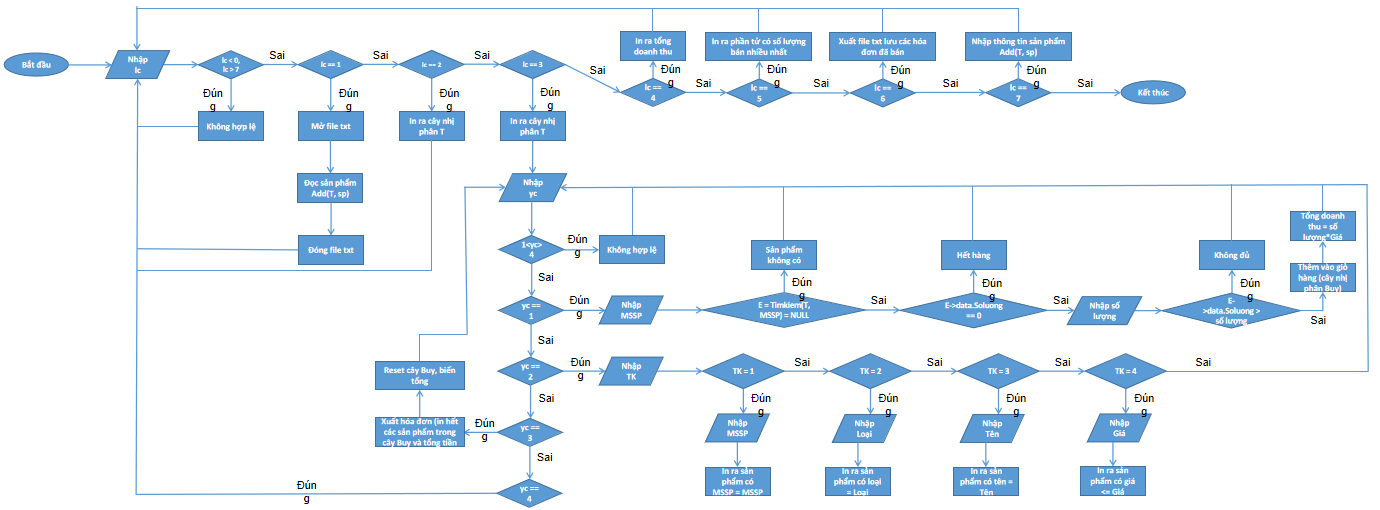 Bắt đầu
Nhập
lc
lc < 0,
lc > 7
Sai
lc == 1
Sai
lc == 2
Sai
lc == 3
Sai
In ra tổng
doanh thu
In ra phần tử có số lượng
bán nhiều nhất
Xuất file txt lưu các hóa
đơn đã bán
Nhập thông tin sản phẩm
Add(T, sp)
Đún
g
Đún
g
Đún
g
Đún
g
lc ==
4
Sai
lc ==
5
Sai
lc ==
6
Sai
lc ==
7
Sai
Kết thúc
Đún
g
Đún
g
Đún
g
Đún
g
Không hợp lệ
Mở file txt
In ra cây nhị
phân T
In ra cây nhị
phân T
Đọc sản phẩm
Add(T, sp)
Đóng file txt
Nhập
yc
1<yc>
4
Đún
g
Không hợp lệ
Sản phẩm
không có
Hết hàng
Không đủ
Tổng doanh
thu = số
lượng*Giá
Thêm vào giỏ
hàng (cây nhị
phân Buy)
Sai
Đún
g
Đún
g
Đún
g
yc ==
1
Đún
g
Nhập
MSSP
E = Timkiem(T,
MSSP) = NULL
Sai
E->data.Soluong
== 0
Sai
Nhập số
lượng
E-
>data.Soluong >
số lượng
Sai
Sai
yc ==
2
Đún
g
Nhập
TK
TK = 1
Sai
TK = 2
Sai
TK = 3
Sai
TK = 4
Sai
Reset cây Buy, biến
tổng
Sai
Đún
g
Đún
g
Đún
g
Đún
g
Xuất hóa đơn (in hết
các sản phẩm trong
cây Buy và tổng tiền
Đún
g
yc ==
3
Nhập
MSSP
Nhập
Loại
Nhập
Tên
Nhập
Giá
Sai
In ra sản
phẩm có
MSSP = MSSP
In ra sản
phẩm có loại
= Loại
In ra sản
phẩm có tên =
Tên
In ra sản
phẩm có giá
<= Giá
Đún
g
yc ==
4